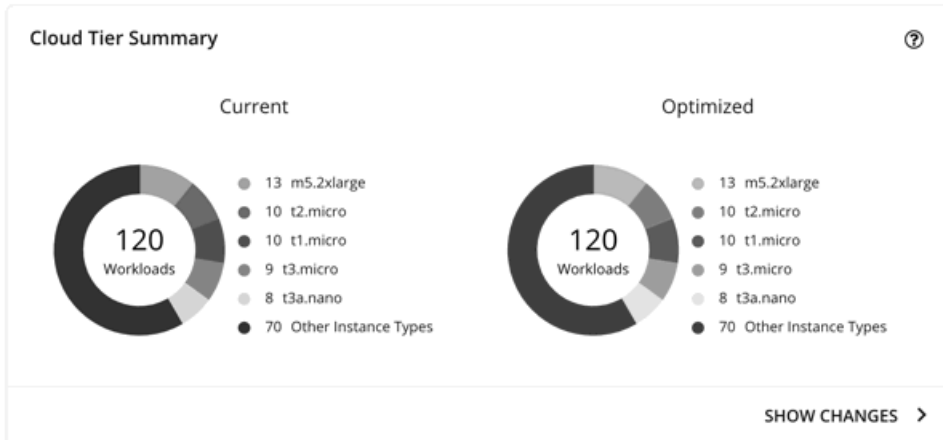 Cloud Tier Summary
Current
120
Workloads
13 m5.2xlarge
10 t2.micro
10 t1.micro
9 t3.micro
8 t3a.nano
70 Other Instance Types
Optimized
120
Workloads
13 m5.2xlarge
10 t2.micro
10 t1.micro
9 t3.micro
8 t3a.nano
70 Other Instance Types
SHOW CHANGES